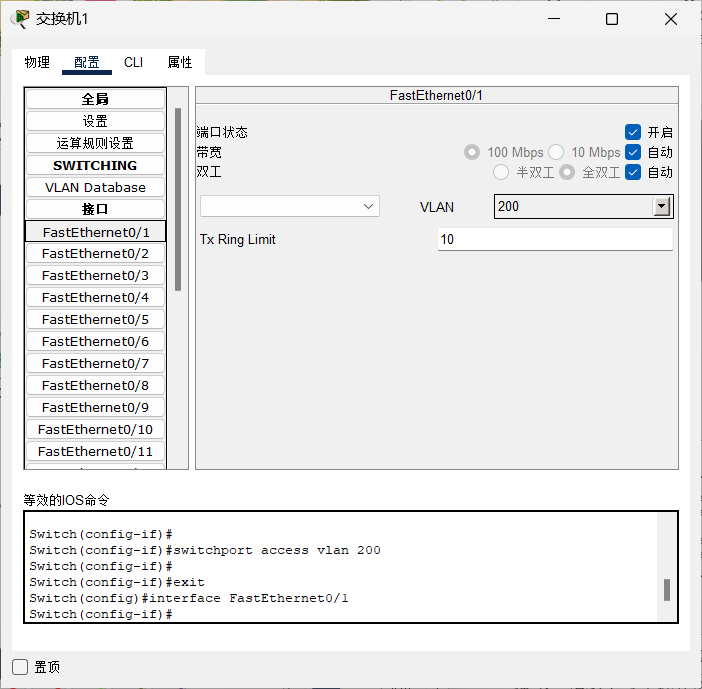 交换机1
物理 配置 CLI 属性
全局
设置
运算规则设置
SWITCHING
VLAN Database
接口
FastEthernet0/1
FastEthernet0/2
FastEthernet0/3
FastEthernet0/4
FastEthernet0/5
FastEthernet0/6
FastEthernet0/7
FastEthernet0/8
FastEthernet0/9
FastEthernet0/10
FastEthernet0/11
FastEthernet0/1
端口状态 开启
带宽 100 Mbps 10 Mbps 自动
双工 半双工 全双工 自动
VLAN 200
Tx Ring Limit 10
等效的IOS命令
Switch(config-if)#
Switch(config-if)#switchport access vlan 200
Switch(config-if)#
Switch(config-if)#exit
Switch(config)#interface FastEthernet0/1
Switch(config-if)#
置顶